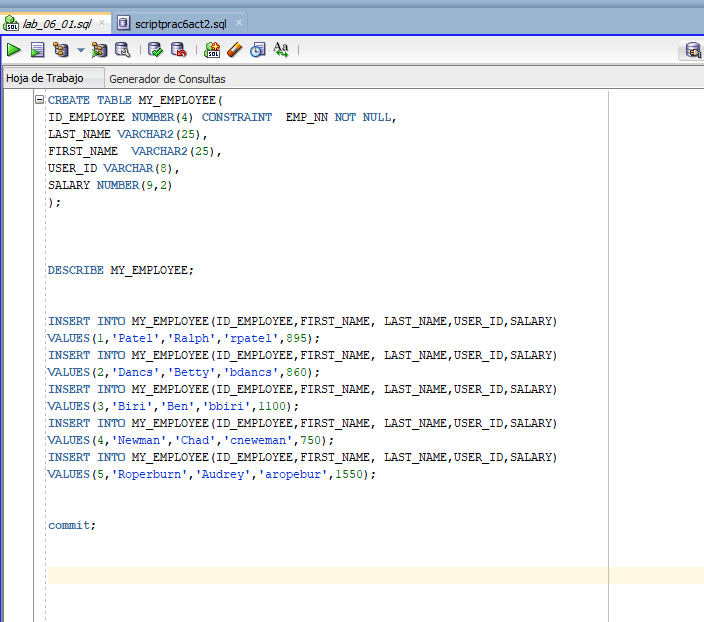 lab_06_01.sql
scriptprac6act2.sql
SQL
Aa
Hoja de Trabajo
Generador de Consultas
CREATE TABLE MY_EMPLOYEE(
ID_EMPLOYEE NUMBER(4) CONSTRAINT  EMP_NN NOT NULL,
LAST_NAME VARCHAR2(25),
FIRST_NAME  VARCHAR2(25),
USER_ID VARCHAR(8),
SALARY NUMBER(9,2)
);
DESCRIBE MY_EMPLOYEE;
INSERT INTO MY_EMPLOYEE(ID_EMPLOYEE,FIRST_NAME, LAST_NAME,USER_ID,SALARY)
VALUES(1,'Patel','Ralph','rpatel',895);
INSERT INTO MY_EMPLOYEE(ID_EMPLOYEE,FIRST_NAME, LAST_NAME,USER_ID,SALARY)
VALUES(2,'Dancs','Betty','bdancs',860);
INSERT INTO MY_EMPLOYEE(ID_EMPLOYEE,FIRST_NAME, LAST_NAME,USER_ID,SALARY)
VALUES(3,'Biri','Ben','bbiri',1100);
INSERT INTO MY_EMPLOYEE(ID_EMPLOYEE,FIRST_NAME, LAST_NAME,USER_ID,SALARY)
VALUES(4,'Newman','Chad','cneweman',750);
INSERT INTO MY_EMPLOYEE(ID_EMPLOYEE,FIRST_NAME, LAST_NAME,USER_ID,SALARY)
VALUES(5,'Roperburn','Audrey','aropebur',1550);
commit;